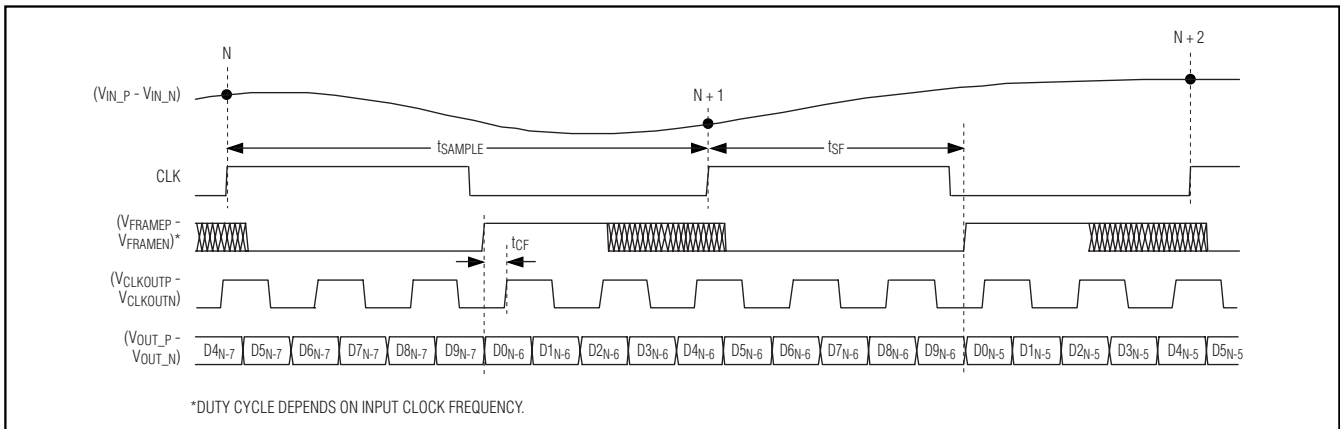 N
N + 1
N + 2
(VIN_P - VIN_N)
tSAMPLE
tSF
CLK
(VFRAMEP -
VFRAMEN)*
tCF
(VCLKOUTP -
VCLKOUTN)
(VOUT_P -
VOUT_N)
D4N-7 D5N-7 D6N-7 D7N-7 D8N-7 D9N-7 D0N-6 D1N-6 D2N-6 D3N-6 D4N-6 D5N-6 D6N-6 D7N-6 D8N-6 D9N-6 D0N-5 D1N-5 D2N-5 D3N-5 D4N-5 D5N-5
*DUTY CYCLE DEPENDS ON INPUT CLOCK FREQUENCY.